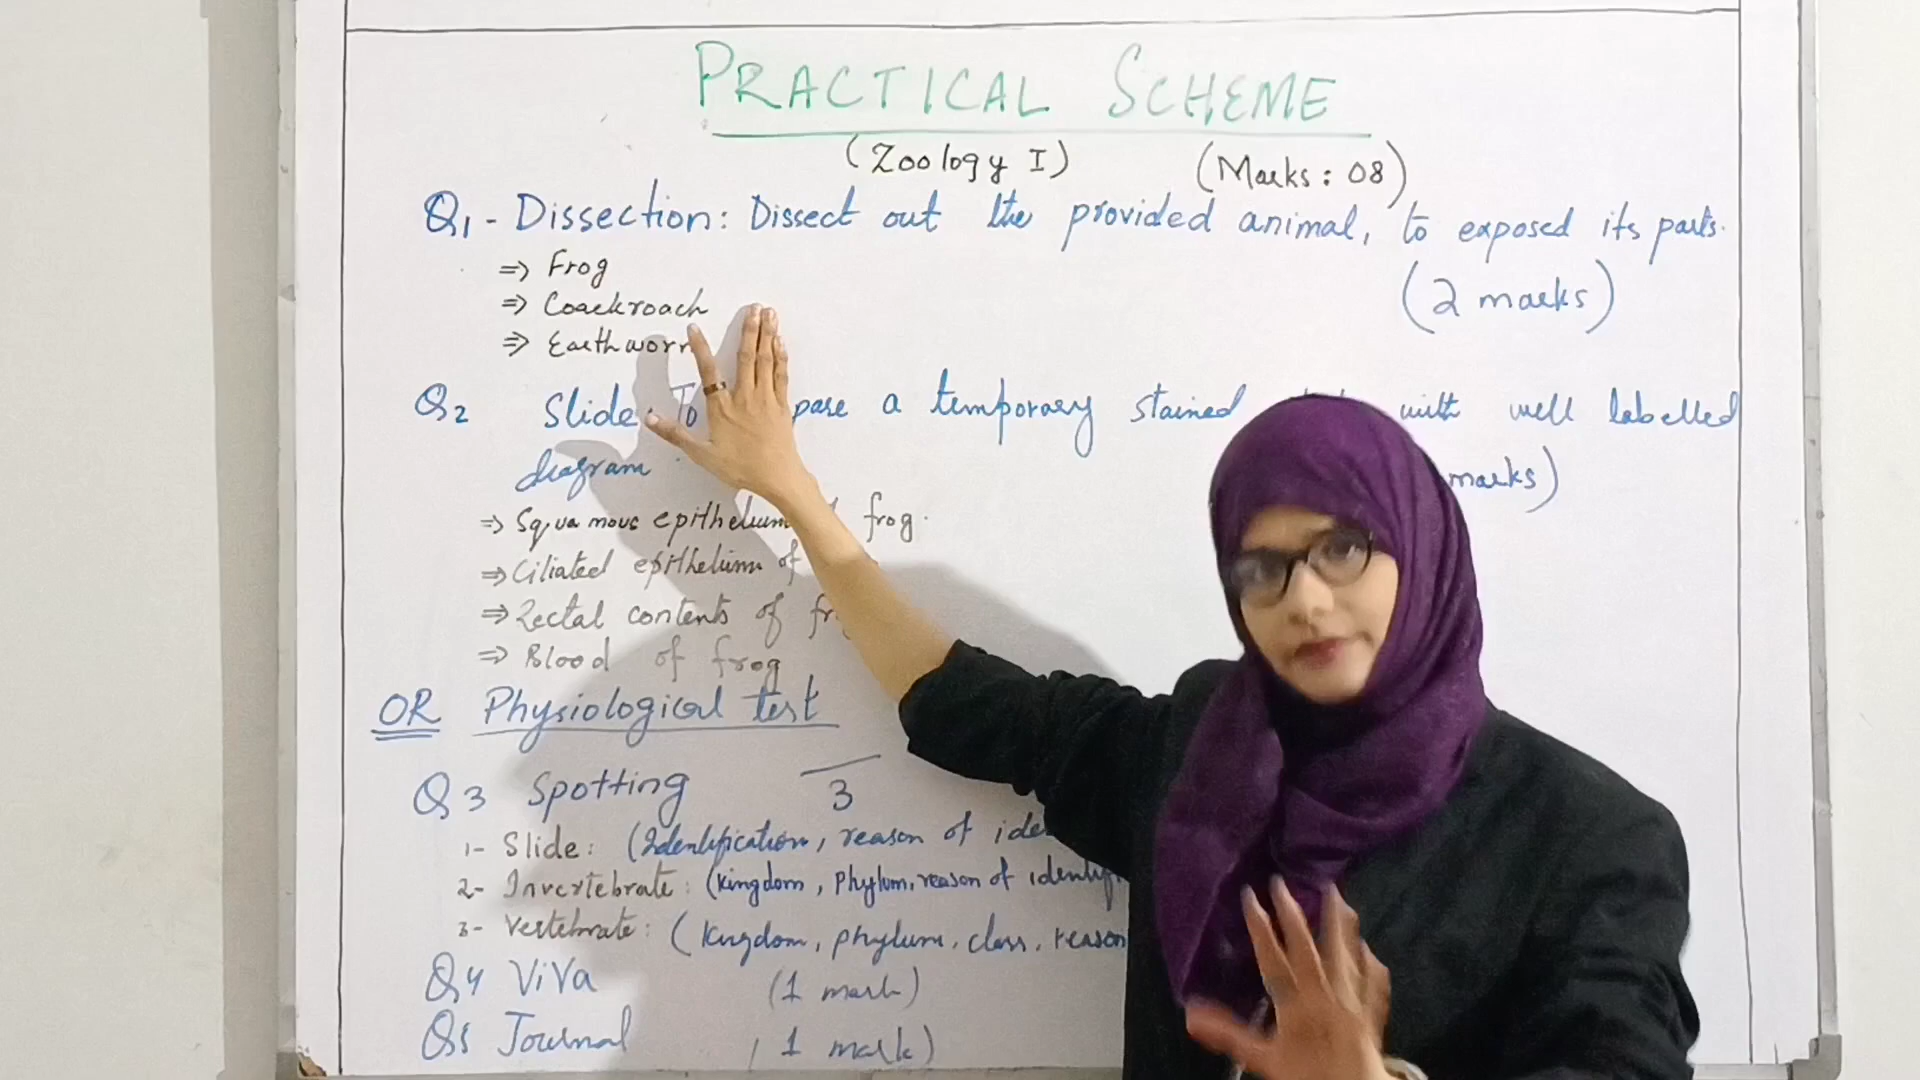 PRACTICAL SCHEME
(Zoology I) (Marks: 08)
Q1 - Dissection: Dissect out the provided animal, to exposed its parts.
⇒ Frog
⇒ Coackroach
(2 marks)
⇒ Earthworm
Q2 Slide: To a temporary stained with well labelled
diagram. marks)
⇒ Squamous epithelium frog.
⇒ Ciliated epithelium of
⇒ Rectal contents of
⇒ Blood of frog
OR Physiological test
Q3 Spotting 3
1- Slide: (Identification, reason of
2- Invertebrate: (kingdom, Phylum, reason of
3- Vertebrate: (kingdom, phylum, class, reason
Q4 ViVa (1 mark)
Q5 Journal 1 mark)